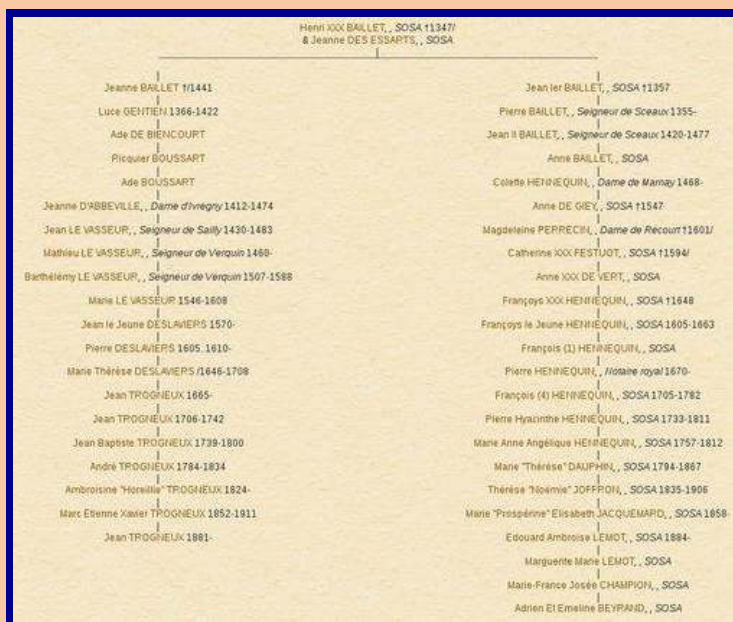 Henri XXX BAILLET, , SOSA †1347/
& Jeanne DES ESSARTS, , SOSA
Jeanne BAILLET †/1441
Luce GENTIEN 1366-1422
Ade DE BIENCOURT
Picquier BOUSSART
Ade BOUSSART
Jeanne D'ABBEVILLE, , Dame d'Ivregny 1412-1474
Jean LE VASSEUR, , Seigneur de Sailly 1430-1483
Mathieu LE VASSEUR, , Seigneur de Verquin 1460-
Barthélemy LE VASSEUR, , Seigneur de Verquin 1507-1588
Marie LE VASSEUR 1546-1608
Jean le Jeune DESLAVIERS 1570-
Pierre DESLAVIERS 1605..1610-
Marie Thérèse DESLAVIERS /1646-1708
Jean TROGNEUX 1665-
Jean TROGNEUX 1706-1742
Jean Baptiste TROGNEUX 1739-1800
André TROGNEUX 1784-1834
Ambroisine "Horeillie" TROGNEUX 1824-
Marc Etienne Xavier TROGNEUX 1852-1911
Jean TROGNEUX 1881-
Jean Ier BAILLET, , SOSA †1357
Pierre BAILLET, , Seigneur de Sceaux 1355-
Jean II BAILLET, , Seigneur de Sceaux 1420-1477
Anne BAILLET, , SOSA
Colette HENNEQUIN, , Dame de Marnay 1468-
Anne DE GIEY, , SOSA †1547
Magdeleine PERRECIN, , Dame de Récourt †1601/
Catherine XXX FESTUOT, , SOSA †1594/
Anne XXX DE VERT, , SOSA
Françoys XXX HENNEQUIN, , SOSA †1648
Françoys le Jeune HENNEQUIN, , SOSA 1605-1663
François (1) HENNEQUIN, , SOSA
Pierre HENNEQUIN, , Notaire royal 1670-
François (4) HENNEQUIN, , SOSA 1705-1782
Pierre Hyacinthe HENNEQUIN, , SOSA 1733-1811
Marie Anne Angélique HENNEQUIN, , SOSA 1757-1812
Marie "Thérèse" DAUPHIN, , SOSA 1794-1867
Thérèse "Noémie" JOFFRON, , SOSA 1835-1906
Marie "Prospérine" Elisabeth JACQUEMARD, , SOSA 1858-
Edouard Ambroise LEMOT, , SOSA 1884-
Marguerite Marie LEMOT, , SOSA
Marie-France Josée CHAMPION, , SOSA
Adrien Et Emeline BEYRAND, , SOSA